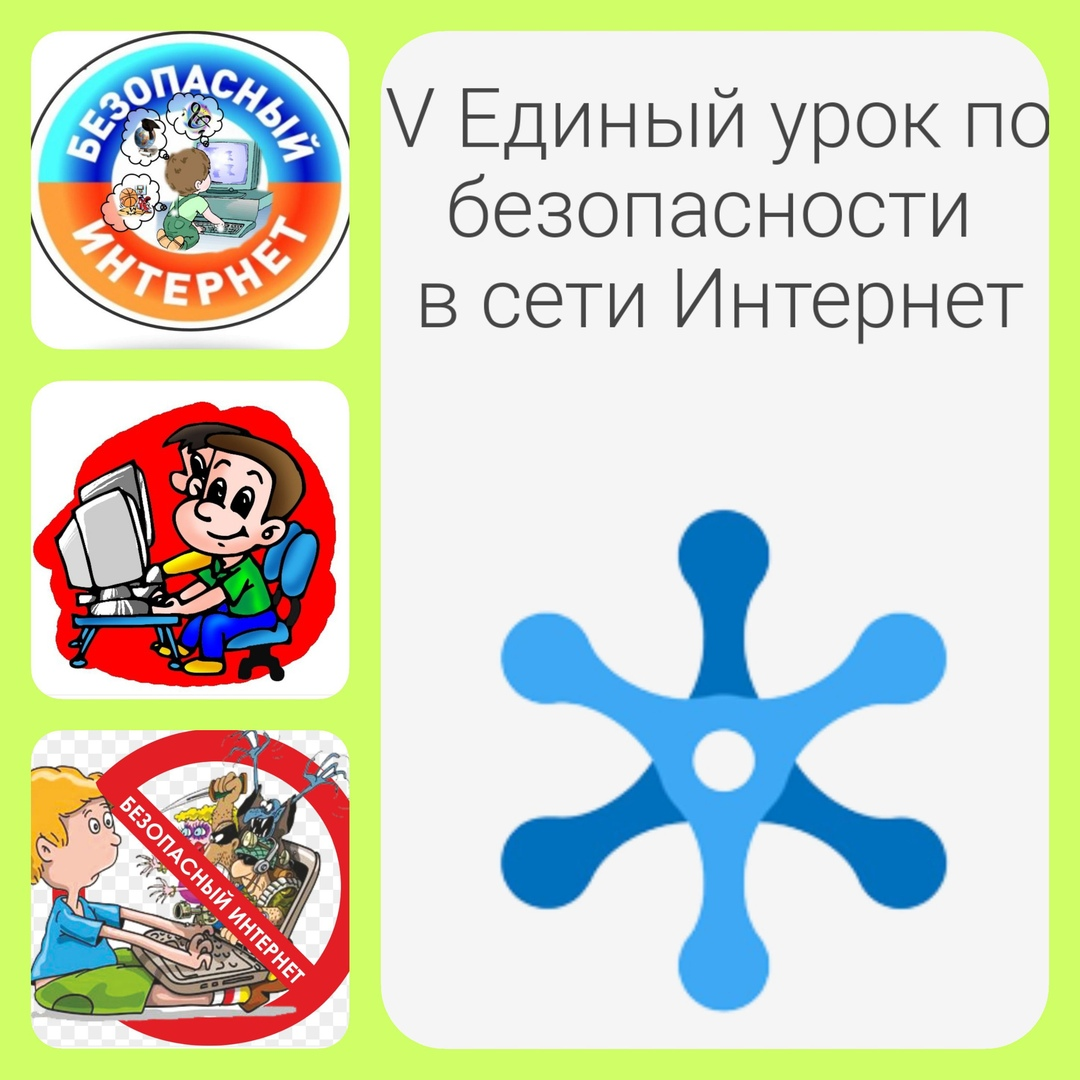 БЕЗОПАСНЫЙ
ИНТЕРНЕТ
V Единый урок по
безопасности
в сети Интернет
БЕЗОПАСНЫЙ ИНТЕРНЕТ